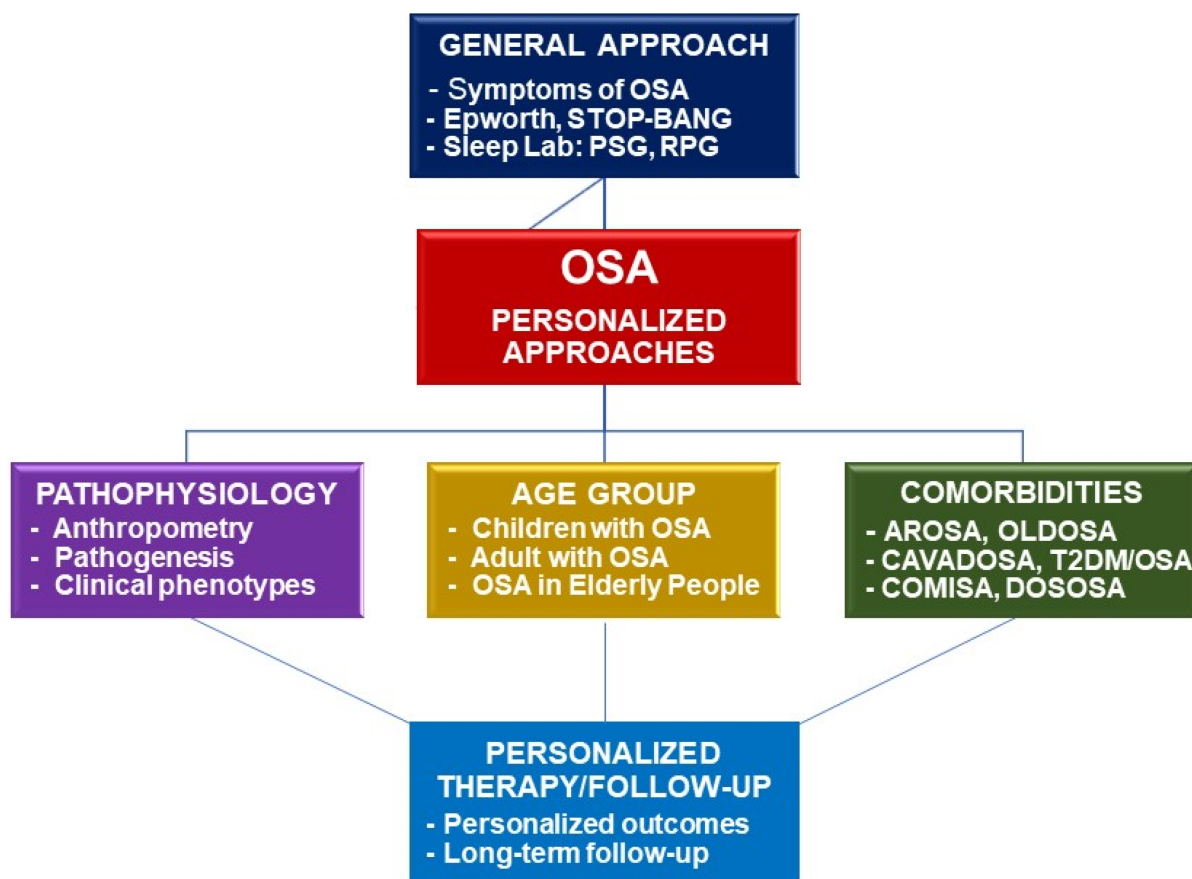 GENERAL APPROACH
- Symptoms of OSA
- Epworth, STOP-BANG
- Sleep Lab: PSG, RPG
OSA
PERSONALIZED
APPROACHES
PATHOPHYSIOLOGY
- Anthropometry
- Pathogenesis
- Clinical phenotypes
AGE GROUP
- Children with OSA
- Adult with OSA
- OSA in Elderly People
COMORBIDITIES
- AROSA, OLDOSA
- CAVADOSA, T2DM/OSA
- COMISA, DOSOSA
PERSONALIZED
THERAPY/FOLLOW-UP
- Personalized outcomes
- Long-term follow-up